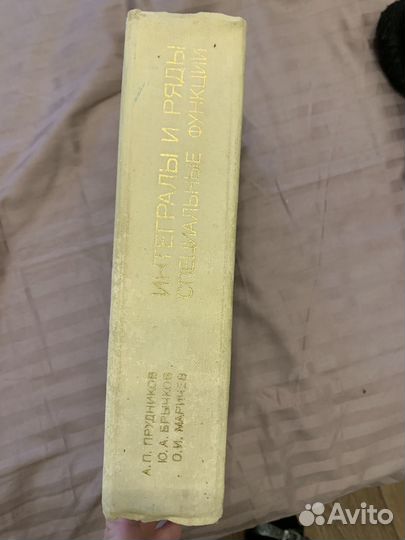 А. П. ПРУДНИКОВ
Ю. А. БРЫЧКОВ
О. И. МАРИЧЕВ
ИНТЕГРАЛЫ И РЯДЫ
СПЕЦИАЛЬНЫЕ ФУНКЦИИ
Avito